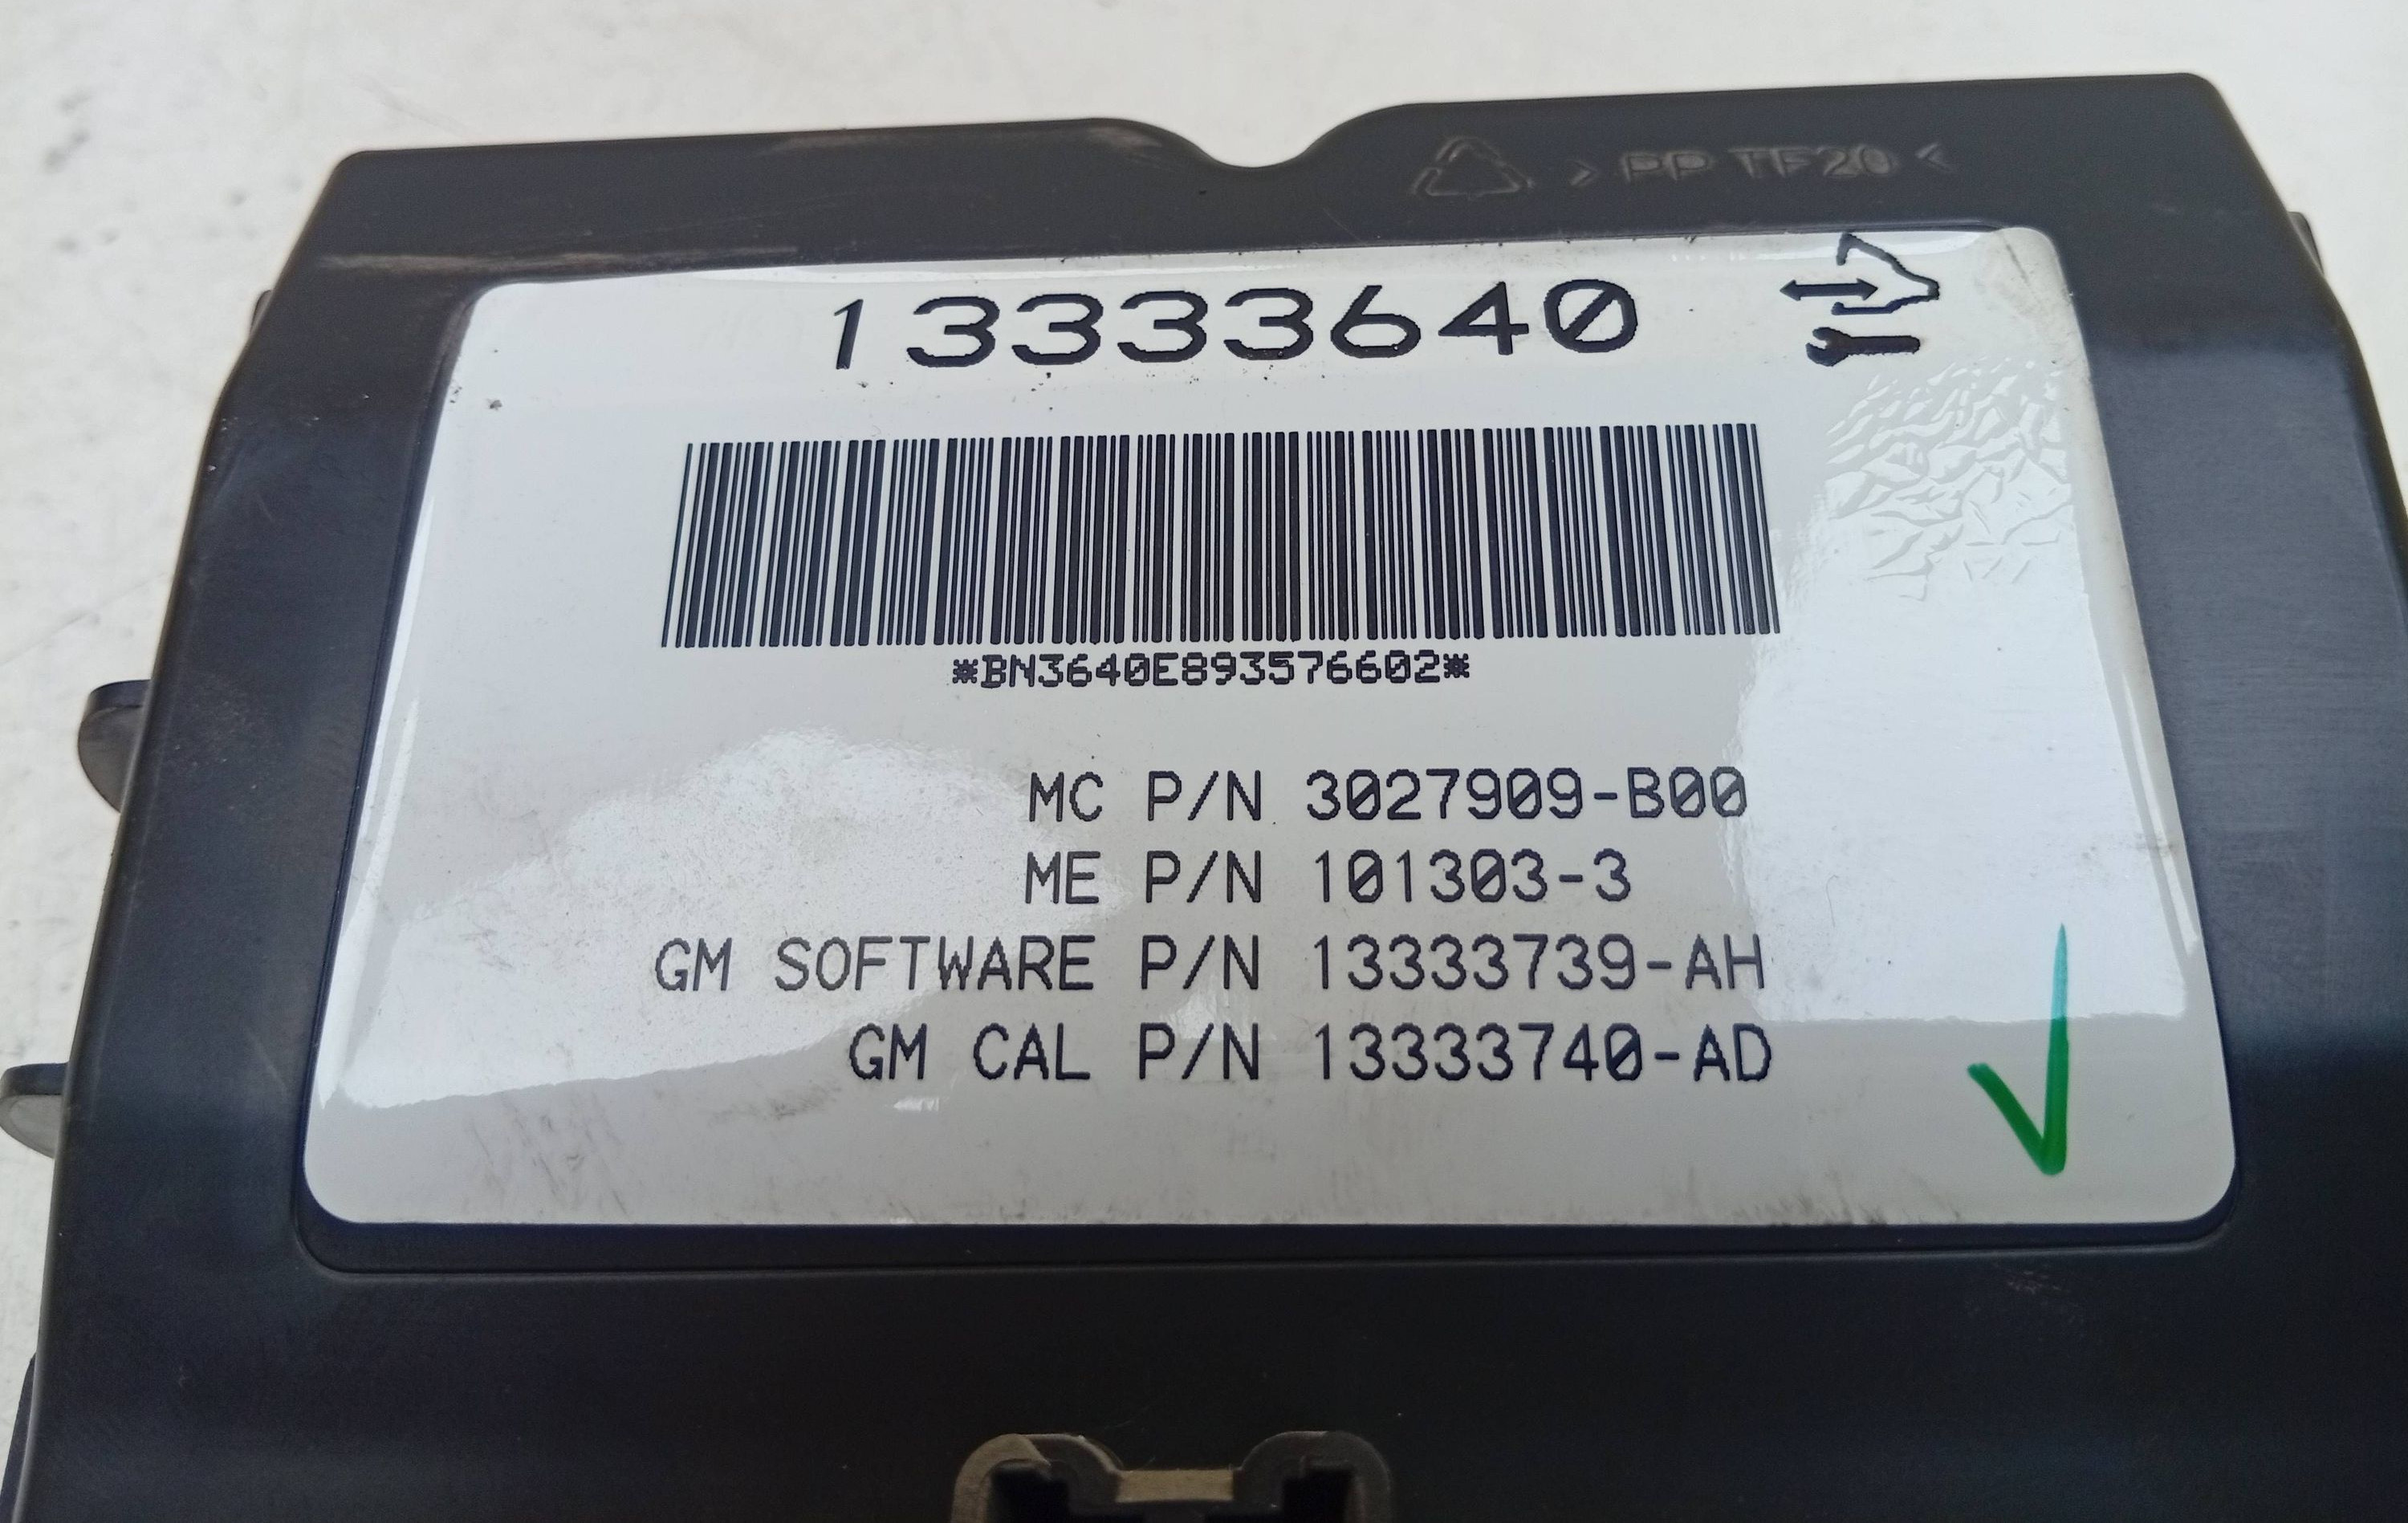 > PP TF20 <
13333640
*BN3640E893576602*
MC P/N 3027909-B00
ME P/N 101303-3
GM SOFTWARE P/N 13333739-AH
GM CAL P/N 13333740-AD